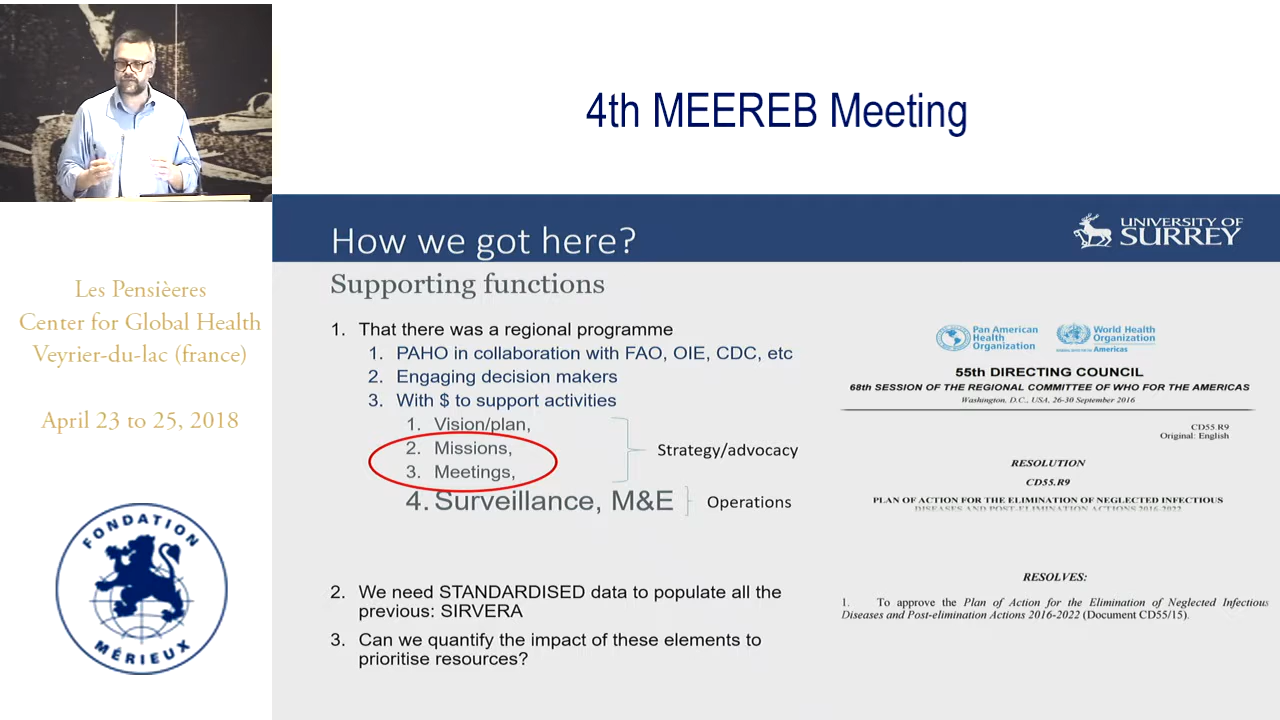 4th MEEREB Meeting
How we got here?
UNIVERSITY OF
SURREY
Les Pensièeres
Center for Global Health
Veyrier-du-lac (france)
April 23 to 25, 2018
FONDATION
MÉRIEUX
Supporting functions
1. That there was a regional programme
1. PAHO in collaboration with FAO, OIE, CDC, etc
2. Engaging decision makers
3. With $ to support activities
1. Vision/plan,
2. Missions,
3. Meetings,
Strategy/advocacy
4. Surveillance, M&E
Operations
2. We need STANDARDISED data to populate all the
previous: SIRVERA
3. Can we quantify the impact of these elements to
prioritise resources?
Pan American
Health
Organization
World Health
Organization
Americas
55th DIRECTING COUNCIL
68th SESSION OF THE REGIONAL COMMITTEE OF WHO FOR THE AMERICAS
Washington, D.C., USA, 26-30 September 2016
CD55.R9
Original: English
RESOLUTION
CD55.R9
PLAN OF ACTION FOR THE ELIMINATION OF NEGLECTED INFECTIOUS
DISEASES AND POST-ELIMINATION ACTIONS 2016-2022
RESOLVES:
1. To approve the Plan of Action for the Elimination of Neglected Infectious
Diseases and Post-elimination Actions 2016-2022 (Document CD55/15).